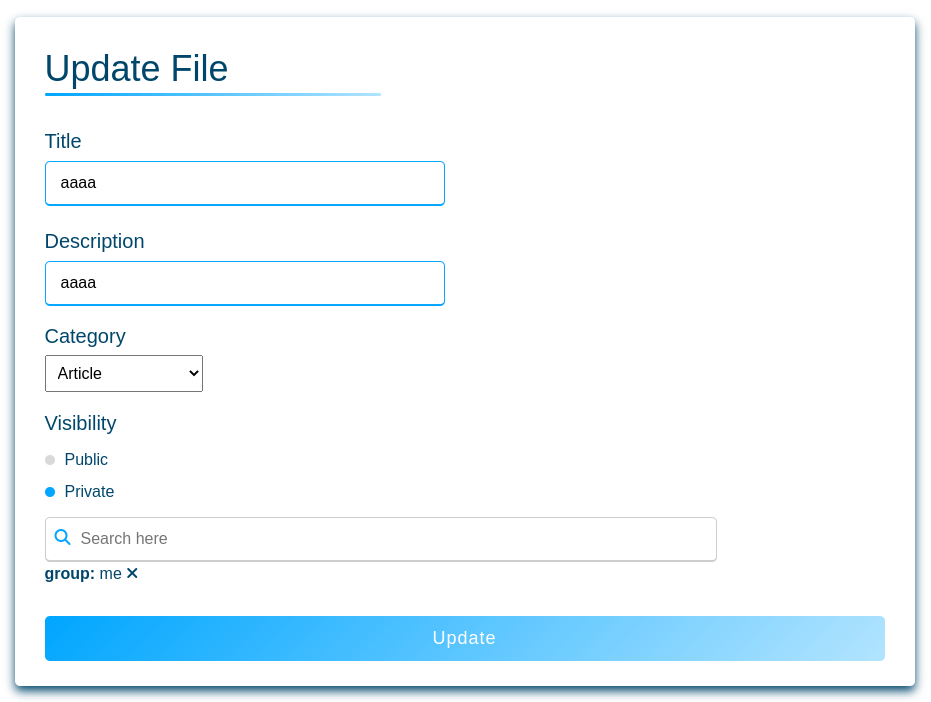 Update File
Title
aaaa
Description
aaaa
Category
Article
Visibility
Public
Private
Search here
group: me
Update